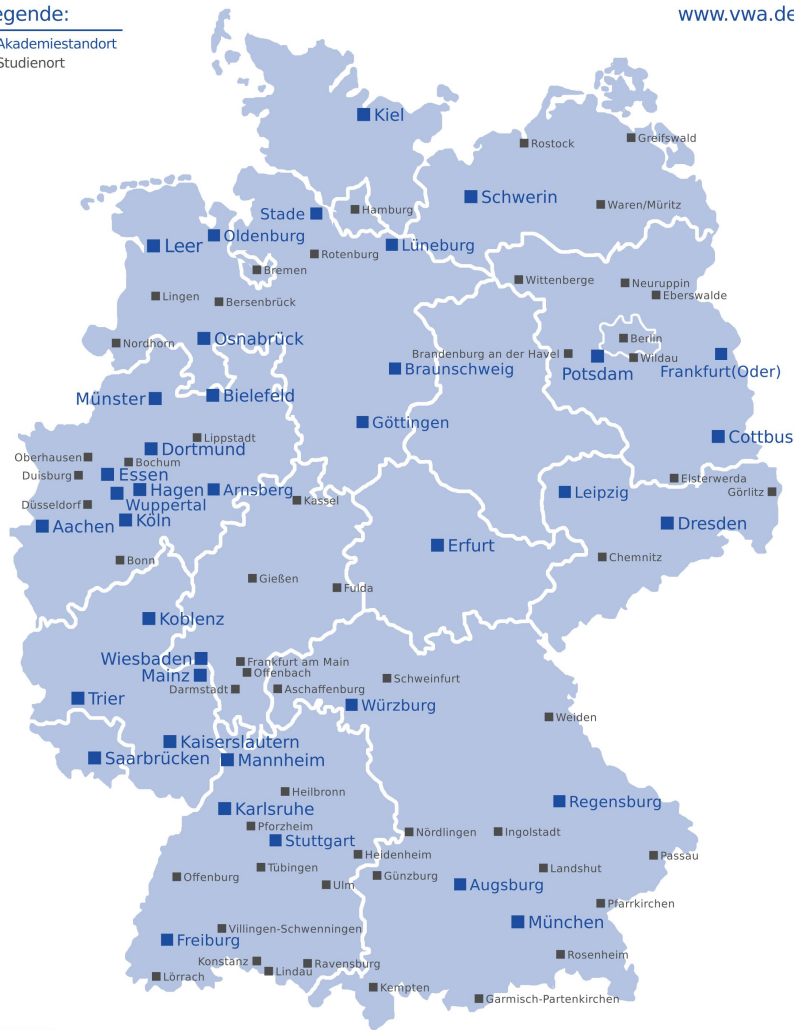 egende:
www.vwa.de
Akademiestandort
Studienort
Kiel
Rostock
Greifswald
Schwerin
Waren/Müritz
Stade
Hamburg
Oldenburg
Leer
Lüneburg
Rotenburg
Bremen
Wittenberge
Neuruppin
Eberswalde
Lingen
Bersenbrück
Nordhorn
Osnabrück
Berlin
Brandenburg an der Havel
Wildau
Potsdam
Frankfurt(Oder)
Braunschweig
Münster
Bielefeld
Göttingen
Cottbus
Lippstadt
Dortmund
Oberhausen
Bochum
Duisburg
Essen
Elsterwerda
Hagen
Arnsberg
Görlitz
Leipzig
Wuppertal
Kassel
Düsseldorf
Köln
Aachen
Dresden
Erfurt
Bonn
Chemnitz
Gießen
Fulda
Koblenz
Wiesbaden
Frankfurt am Main
Offenbach
Mainz
Schweinfurt
Darmstadt
Aschaffenburg
Trier
Würzburg
Weiden
Kaiserslautern
Saarbrücken
Mannheim
Heilbronn
Regensburg
Karlsruhe
Pforzheim
Nördlingen
Ingolstadt
Stuttgart
Heidenheim
Passau
Tübingen
Landshut
Offenburg
Günzburg
Ulm
Augsburg
Pfarrkirchen
München
Villingen-Schwenningen
Freiburg
Rosenheim
Konstanz
Ravensburg
Lindau
Lörrach
Kempten
Garmisch-Partenkirchen